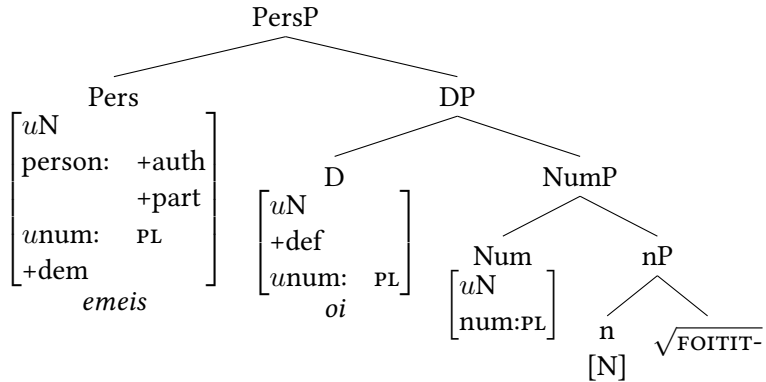 PersP
Pers
uN
person: +auth
+part
unum: PL
+dem
emeis
DP
D
uN
+def
unum: PL
oi
NumP
Num
uN
num:PL
nP
n
[N]
√FOITIT-